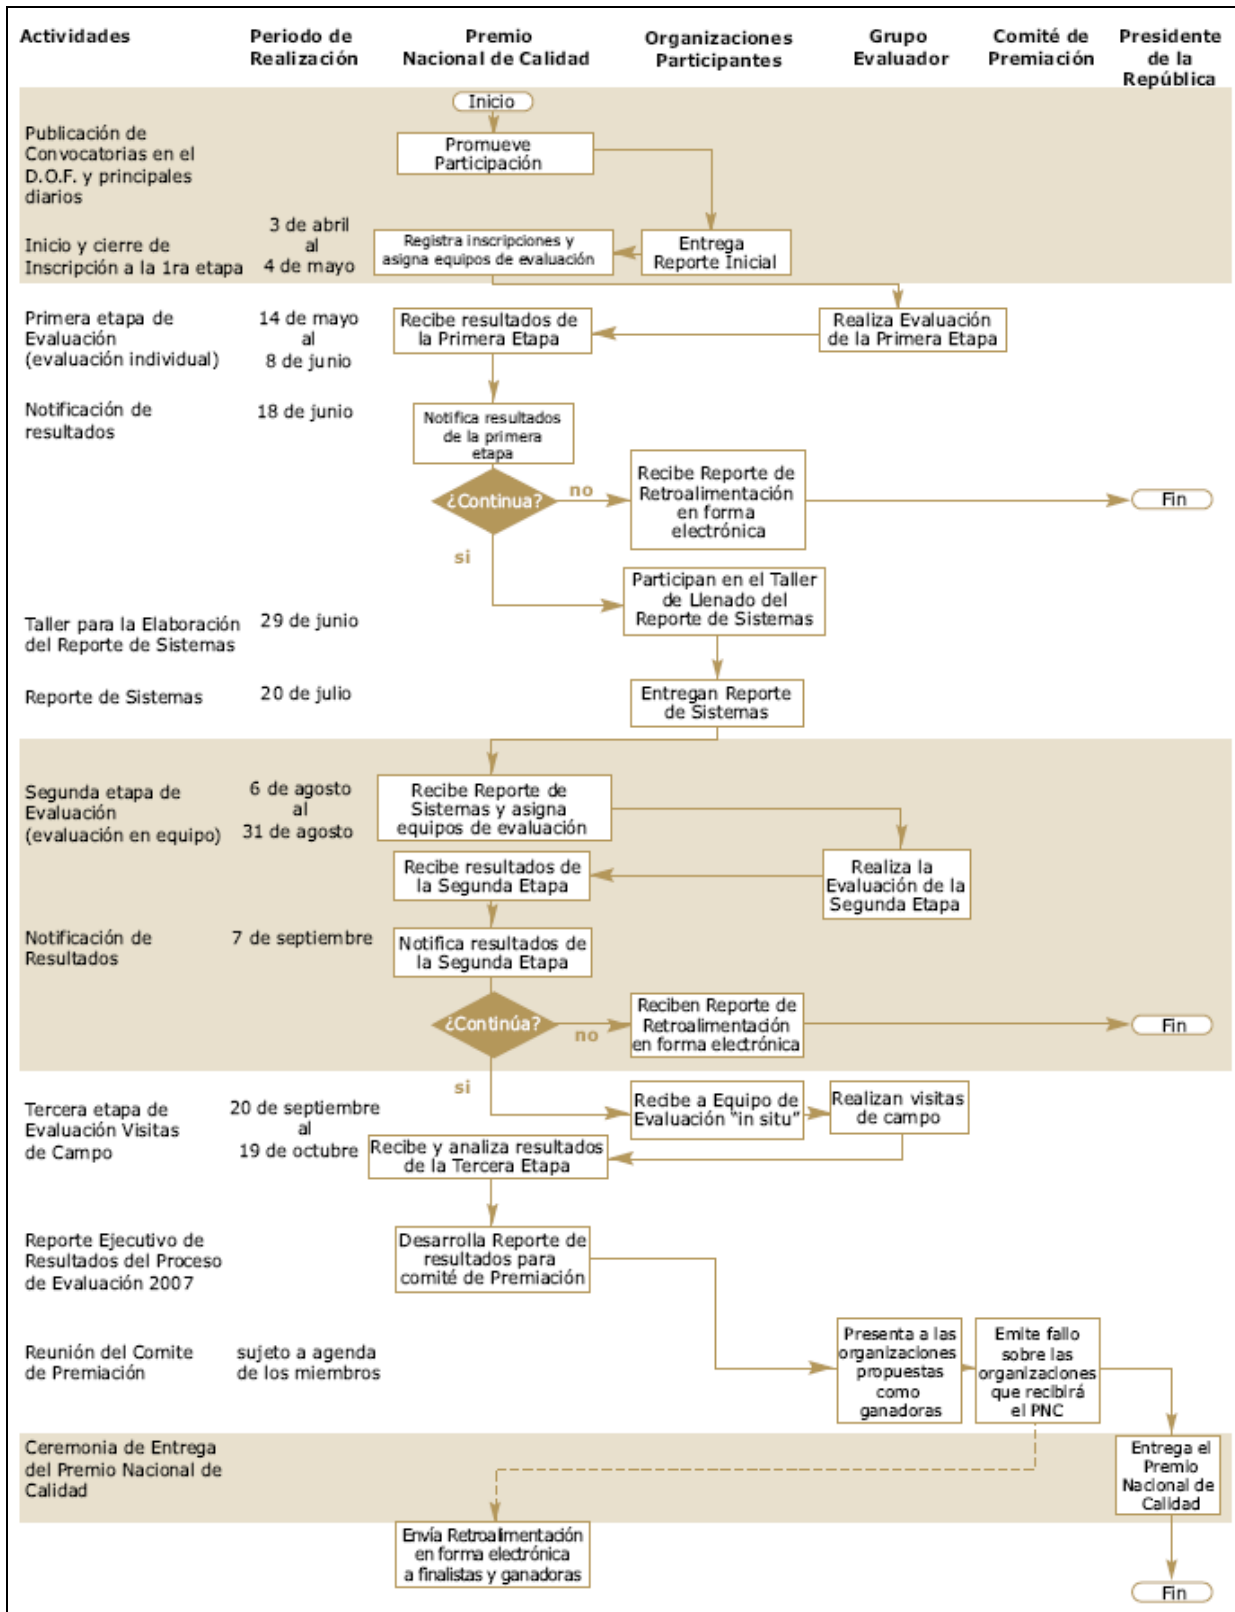 Actividades
Periodo de
Realización
Premio
Nacional de Calidad
Organizaciones
Participantes
Grupo
Evaluador
Comité de
Premiación
Presidente
de la
República
Inicio
Publicación de
Convocatorias en el
D.O.F. y principales
diarios
Promueve
Participación
Inicio y cierre de
Inscripción a la 1ra etapa
3 de abril
al
4 de mayo
Registra inscripciones y
asigna equipos de evaluación
Entrega
Reporte Inicial
Primera etapa de
Evaluación
(evaluación individual)
14 de mayo
al
8 de junio
Recibe resultados de
la Primera Etapa
Realiza Evaluación
de la Primera Etapa
Notificación de
resultados
18 de junio
Notifica resultados
de la primera
etapa
¿Continua?
no
Recibe Reporte de
Retroalimentación
en forma
electrónica
Fin
si
Participan en el Taller
de Llenado del
Reporte de Sistemas
Taller para la Elaboración
del Reporte de Sistemas
29 de junio
Reporte de Sistemas
20 de julio
Entregan Reporte
de Sistemas
Segunda etapa de
Evaluación
(evaluación en equipo)
6 de agosto
al
31 de agosto
Recibe Reporte de
Sistemas y asigna
equipos de evaluación
Recibe resultados de
la Segunda Etapa
Realiza la
Evaluación de la
Segunda Etapa
Notificación de
Resultados
7 de septiembre
Notifica resultados de
la Segunda Etapa
¿Continúa?
no
Reciben Reporte de
Retroalimentación
en forma electrónica
Fin
si
Tercera etapa de
Evaluación Visitas
de Campo
20 de septiembre
al
19 de octubre
Recibe a Equipo de
Evaluación "in situ"
Realizan visitas
de campo
Recibe y analiza resultados
de la Tercera Etapa
Reporte Ejecutivo de
Resultados del Proceso
de Evaluación 2007
Desarrolla Reporte de
resultados para
comité de Premiación
Reunión del Comite
de Premiación
sujeto a agenda
de los miembros
Presenta a las
organizaciones
propuestas
como
ganadoras
Emite fallo
sobre las
organizaciones
que recibirá
el PNC
Ceremonia de Entrega
del Premio Nacional de
Calidad
Entrega el
Premio
Nacional de
Calidad
Envía Retroalimentación
en forma electrónica
a finalistas y ganadoras
Fin